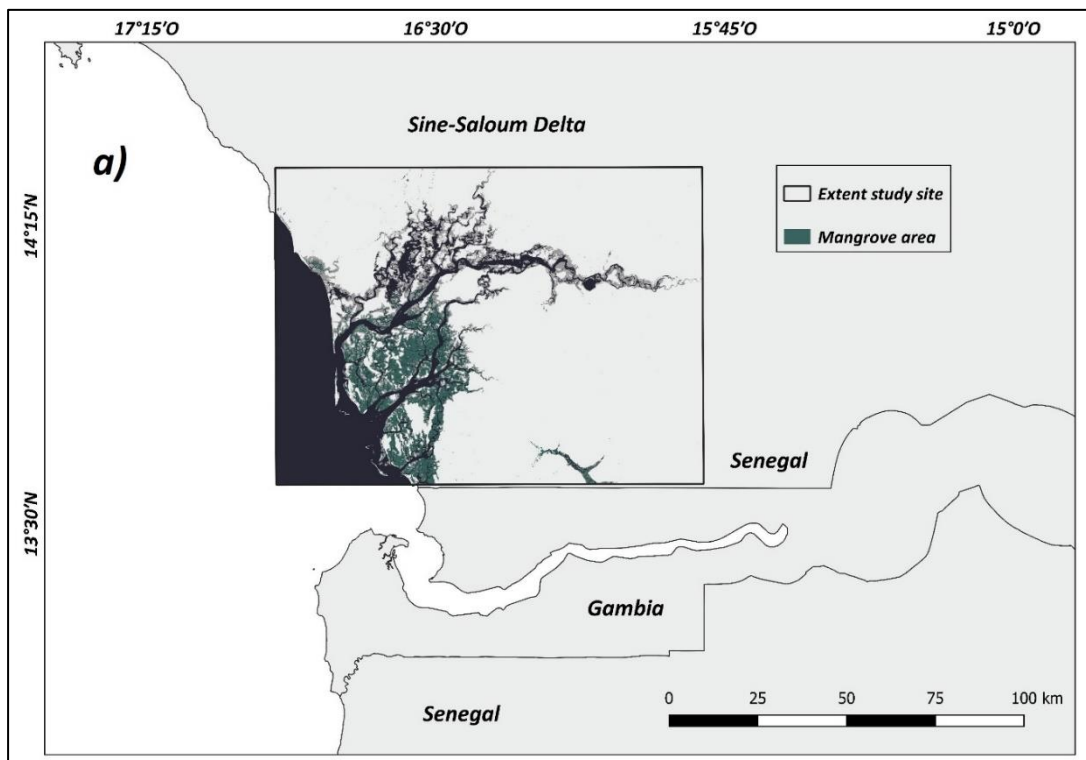 17°15'O 16°30'O 15°45'O 15°0'O
Sine-Saloum Delta
a)
Extent study site
Mangrove area
14°15'N
13°30'N
Senegal
Gambia
Senegal
0 25 50 75 100 km